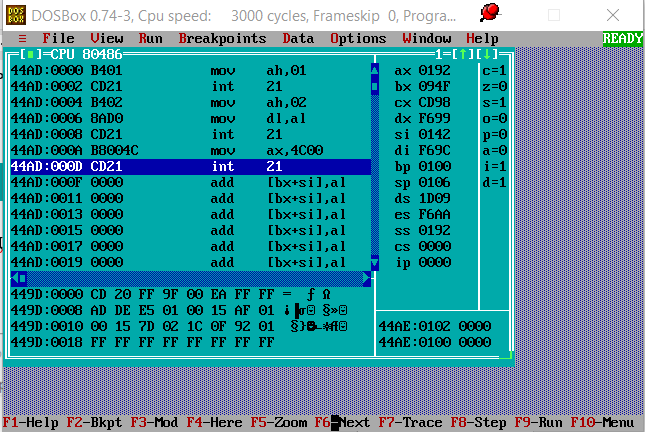 DOSBox 0.74-3, Cpu speed: 3000 cycles, Frameskip 0, Progra...
≡ File View Run Breakpoints Data Options Window Help READY
[■]=CPU 80486 1=[↑][↓]
44AD:0000 B401 mov ah,01 ax 0192 c=1
44AD:0002 CD21 int 21 bx 094F z=0
44AD:0004 B402 mov ah,02 cx CD98 s=1
44AD:0006 8AD0 mov dl,al dx F699 o=0
44AD:0008 CD21 int 21 si 0142 p=0
44AD:000A B8004C mov ax,4C00 di F69C a=0
44AD:000D CD21 int 21 bp 0100 i=1
44AD:000F 0000 add [bx+si],al sp 0106 d=1
44AD:0011 0000 add [bx+si],al ds 1D09
44AD:0013 0000 add [bx+si],al es F6AA
44AD:0015 0000 add [bx+si],al ss 0192
44AD:0017 0000 add [bx+si],al cs 0000
44AD:0019 0000 add [bx+si],al ip 0000
449D:0000 CD 20 FF 9F 00 EA FF FF = ƒ Ω
449D:0008 AD DE E5 01 00 15 AF 01
449D:0010 00 15 7D 02 1C 0F 92 01 44AE:0102 0000
449D:0018 FF FF FF FF FF FF FF FF 44AE:0100 0000
F1-Help F2-Bkpt F3-Mod F4-Here F5-Zoom F6-Next F7-Trace F8-Step F9-Run F10-Menu